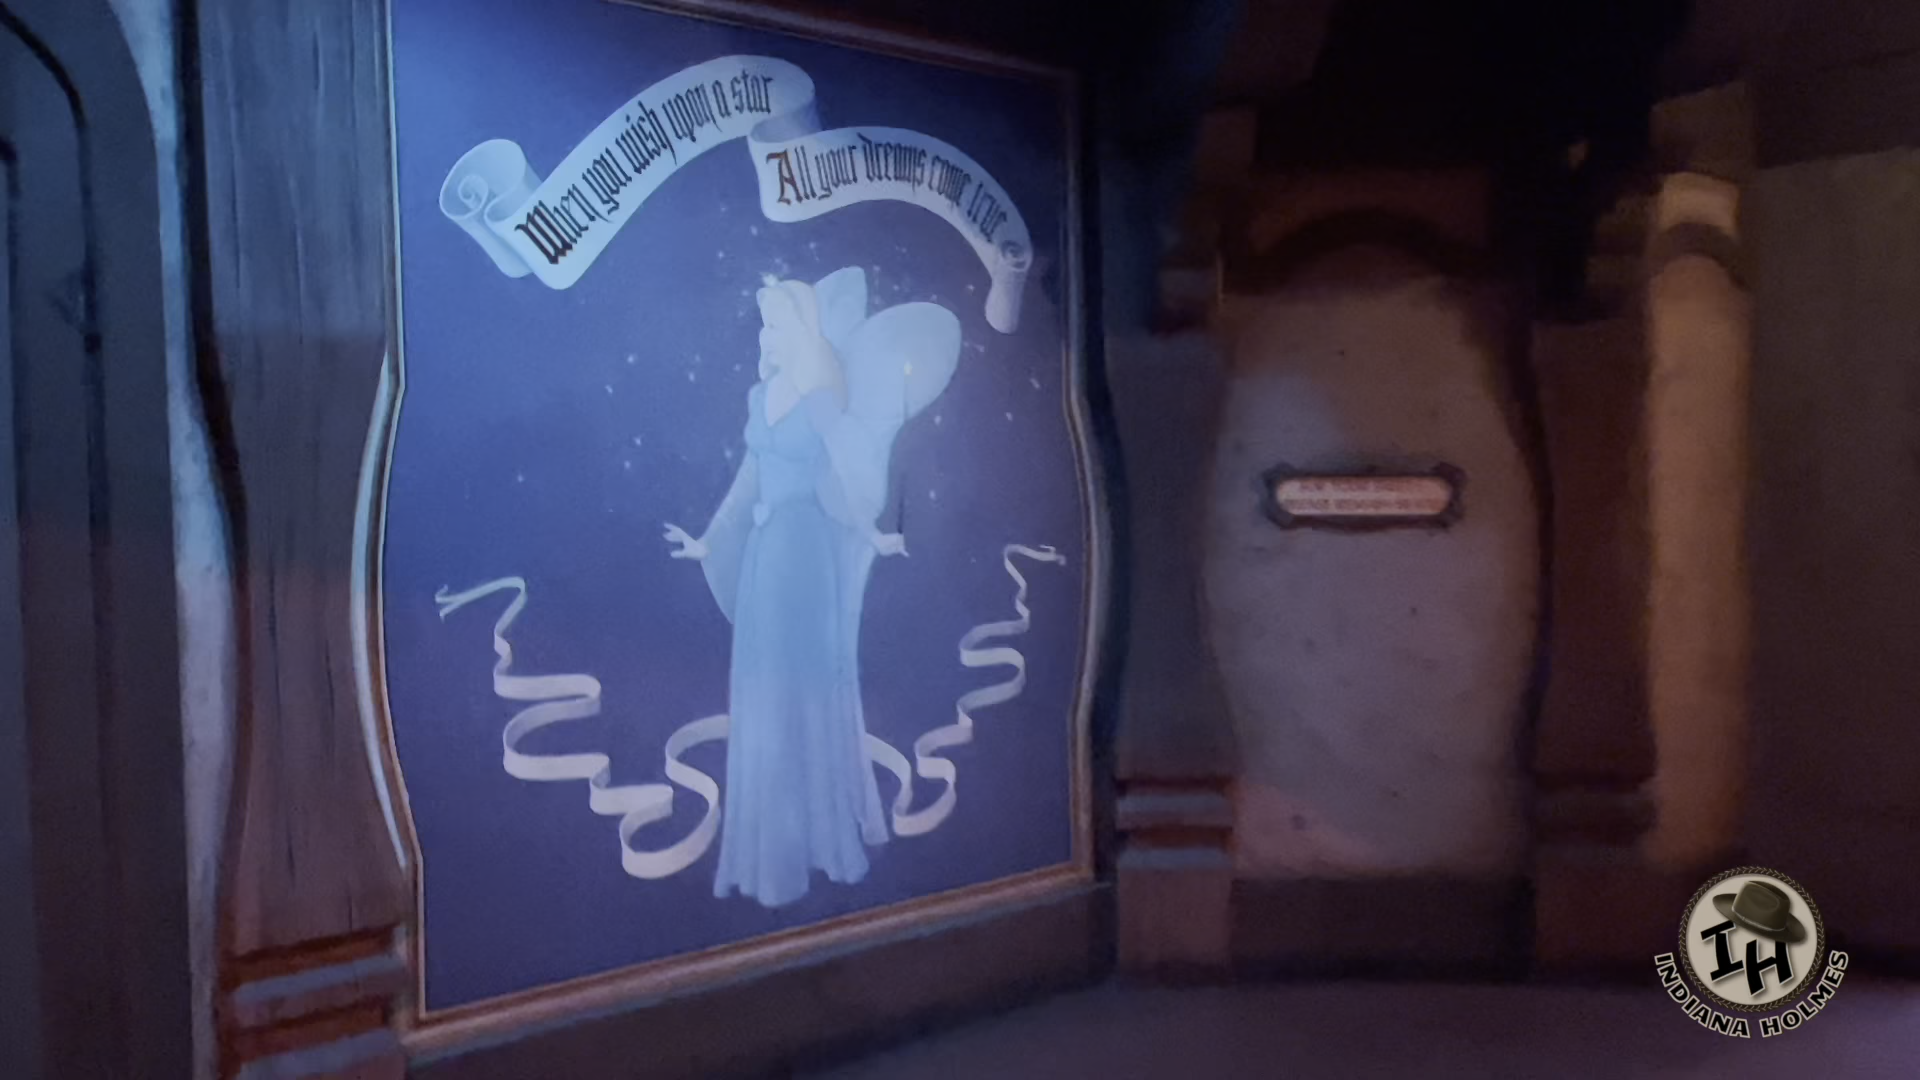 When you wish upon a star
All your dreams come true
IH
INDIANA HOLMES